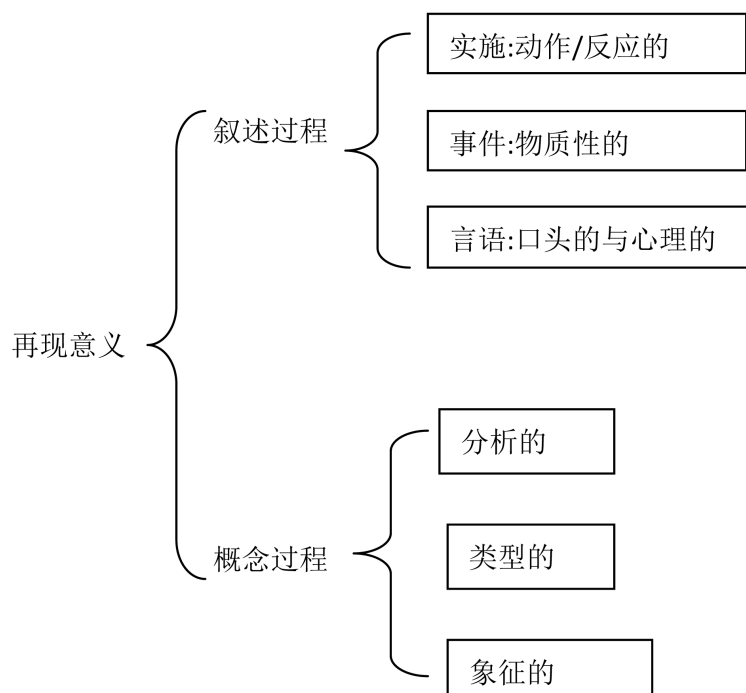 实施:动作/反应的
叙述过程
事件:物质性的
言语:口头的与心理的
再现意义
分析的
概念过程
类型的
象征的